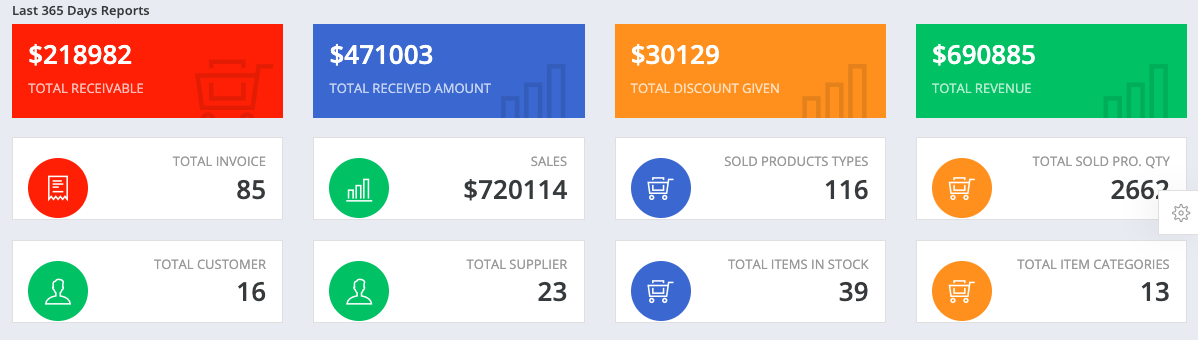 Last 365 Days Reports
$218982
TOTAL RECEIVABLE
$471003
TOTAL RECEIVED AMOUNT
$30129
TOTAL DISCOUNT GIVEN
$690885
TOTAL REVENUE
TOTAL INVOICE
85
SALES
$720114
SOLD PRODUCTS TYPES
116
TOTAL SOLD PRO. QTY
2662
TOTAL CUSTOMER
16
TOTAL SUPPLIER
23
TOTAL ITEMS IN STOCK
39
TOTAL ITEM CATEGORIES
13